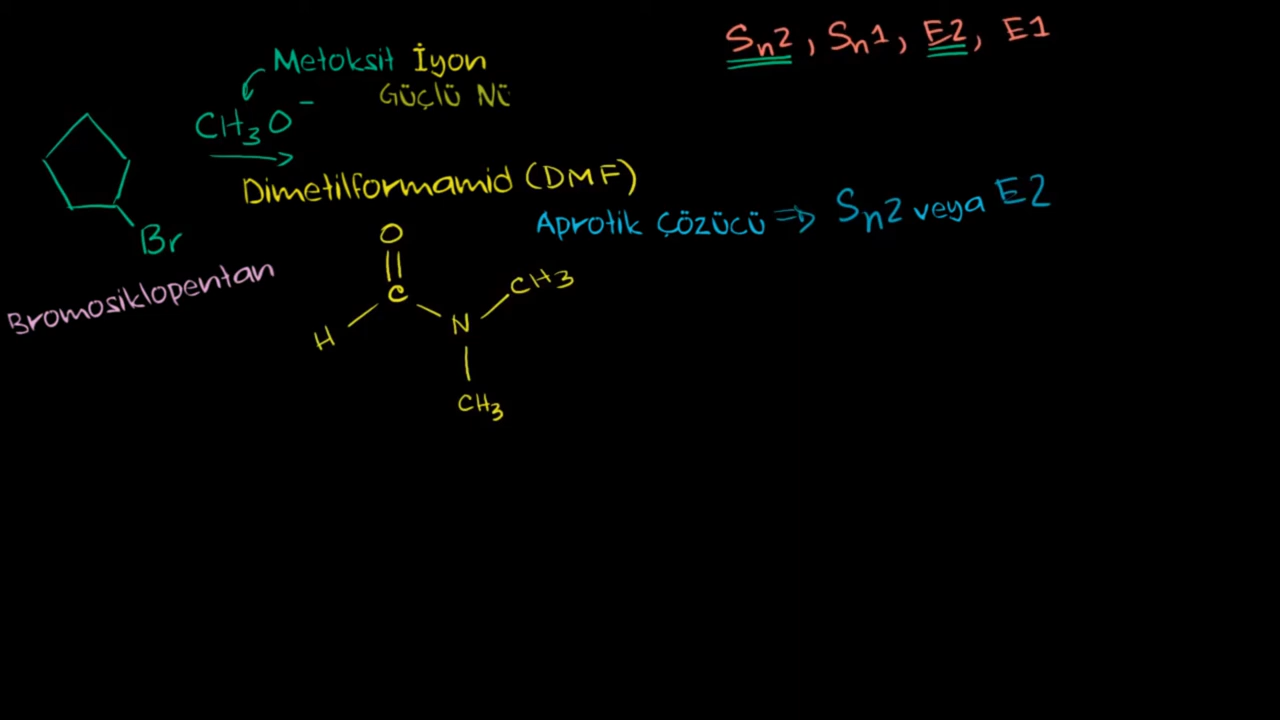 Sn2, Sn1, E2, E1
Metoksit İyon
Güçlü Nü
CH3O⁻
Dimetilformamid (DMF)
Aprotik Çözücü ⇒ Sn2 veya E2
Br
Bromosiklopentan
O
C
H
N
CH3
CH3